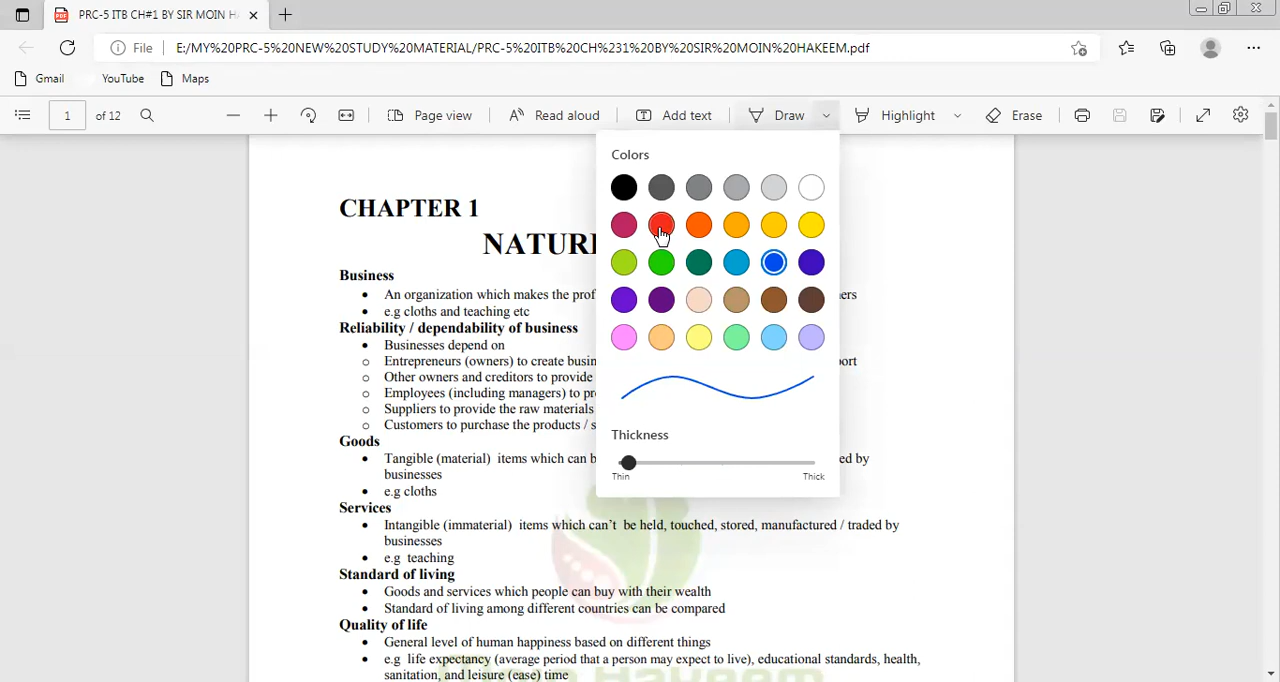 PRC-5 ITB CH#1 BY SIR MOIN HA
File E:/MY%20PRC-5%20NEW%20STUDY%20MATERIAL/PRC-5%20ITB%20CH%231%20BY%20SIR%20MOIN%20HAKEEM.pdf
Gmail YouTube Maps
1 of 12 Page view Read aloud Add text Draw Highlight Erase
Colors
Thickness
Thin Thick
CHAPTER 1
NATURE
Business
• An organization which makes the prof ners
• e.g cloths and teaching etc
Reliability / dependability of business
• Businesses depend on
o Entrepreneurs (owners) to create busin port
o Other owners and creditors to provide
o Employees (including managers) to pr
o Suppliers to provide the raw materials
o Customers to purchase the products / s
Goods
• Tangible (material) items which can b ed by
businesses
• e.g cloths
Services
• Intangible (immaterial) items which can't be held, touched, stored, manufactured / traded by
businesses
• e.g teaching
Standard of living
• Goods and services which people can buy with their wealth
• Standard of living among different countries can be compared
Quality of life
• General level of human happiness based on different things
• e.g life expectancy (average period that a person may expect to live), educational standards, health,
sanitation, and leisure (ease) time